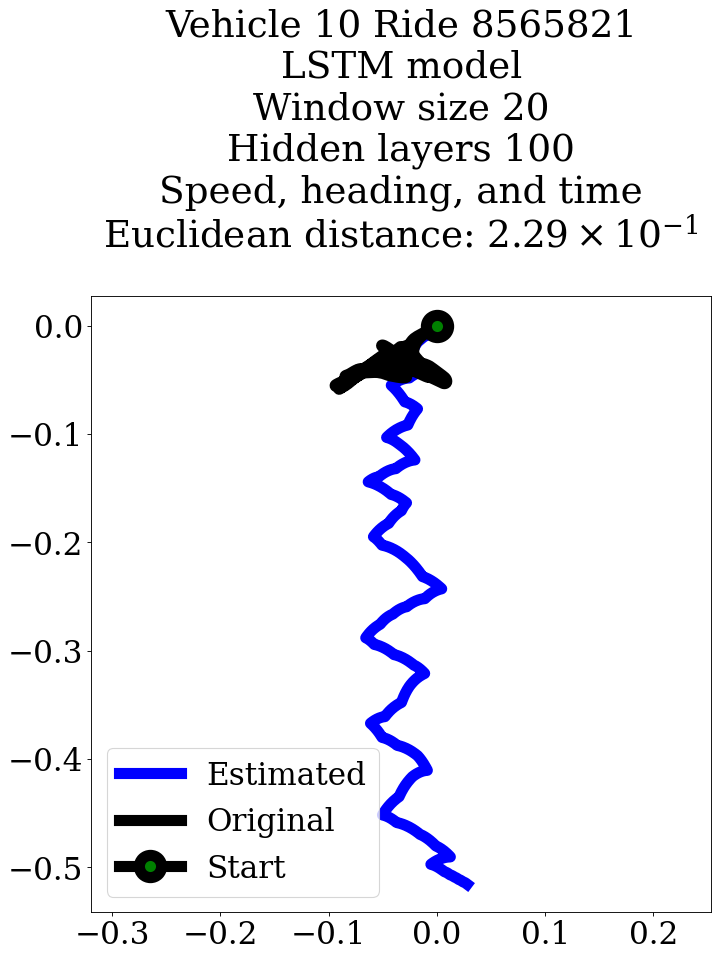 Vehicle 10 Ride 8565821
LSTM model
Window size 20
Hidden layers 100
Speed, heading, and time
Euclidean distance: 2.29 × 10⁻¹
0.0
−0.1
−0.2
−0.3
−0.4
−0.5
Estimated
Original
Start
−0.3 −0.2 −0.1 0.0 0.1 0.2